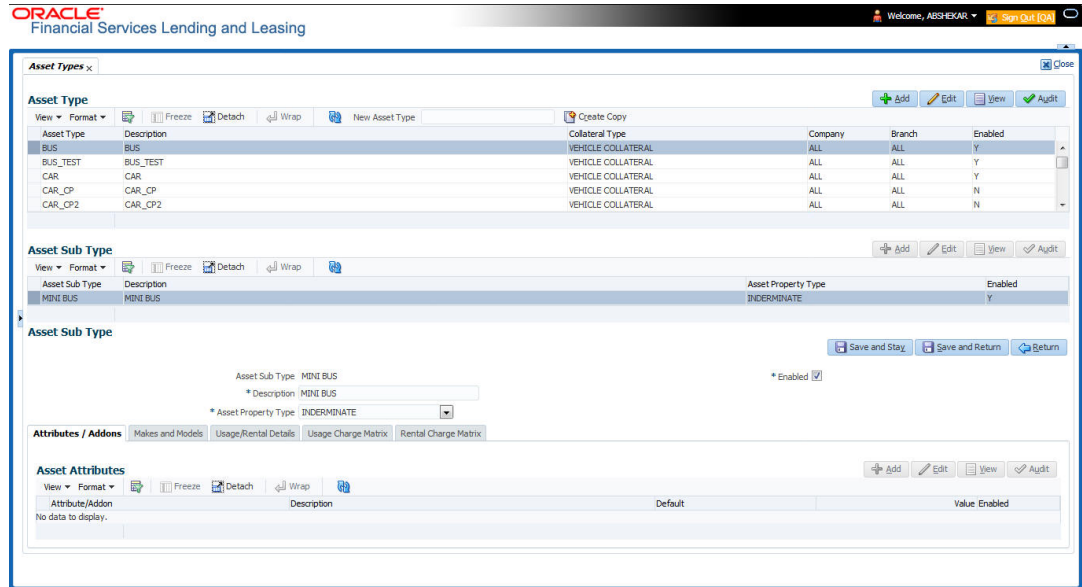 ORACLE®
Financial Services Lending and Leasing
Welcome, ABSHEKAR
Sign Out [QA]
Asset Types
Close
Asset Type
Add Edit View Audit
View Format Freeze Detach Wrap New Asset Type Create Copy
Asset Type Description Collateral Type Company Branch Enabled
BUS BUS VEHICLE COLLATERAL ALL ALL Y
BUS_TEST BUS_TEST VEHICLE COLLATERAL ALL ALL Y
CAR CAR VEHICLE COLLATERAL ALL ALL Y
CAR_CP CAR_CP VEHICLE COLLATERAL ALL ALL N
CAR_CP2 CAR_CP2 VEHICLE COLLATERAL ALL ALL N
Asset Sub Type
Add Edit View Audit
View Format Freeze Detach Wrap
Asset Sub Type Description Asset Property Type Enabled
MINI BUS MINI BUS INDERMINATE Y
Asset Sub Type
Save and Stay Save and Return Return
Asset Sub Type MINI BUS * Enabled
* Description MINI BUS
* Asset Property Type INDERMINATE
Attributes / Addons Makes and Models Usage/Rental Details Usage Charge Matrix Rental Charge Matrix
Asset Attributes
Add Edit View Audit
View Format Freeze Detach Wrap
Attribute/Addon Description Default Value Enabled
No data to display.